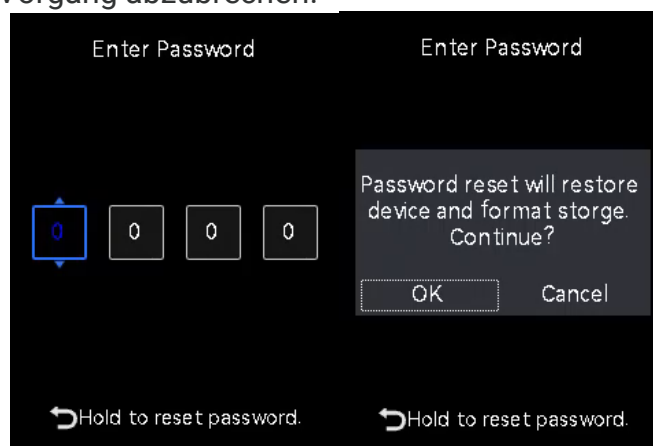 Vorgang abzubrechen.
Enter Password
0 0 0 0
Hold to reset password.
Enter Password
Password reset will restore
device and format storge.
Continue?
OK Cancel
Hold to reset password.